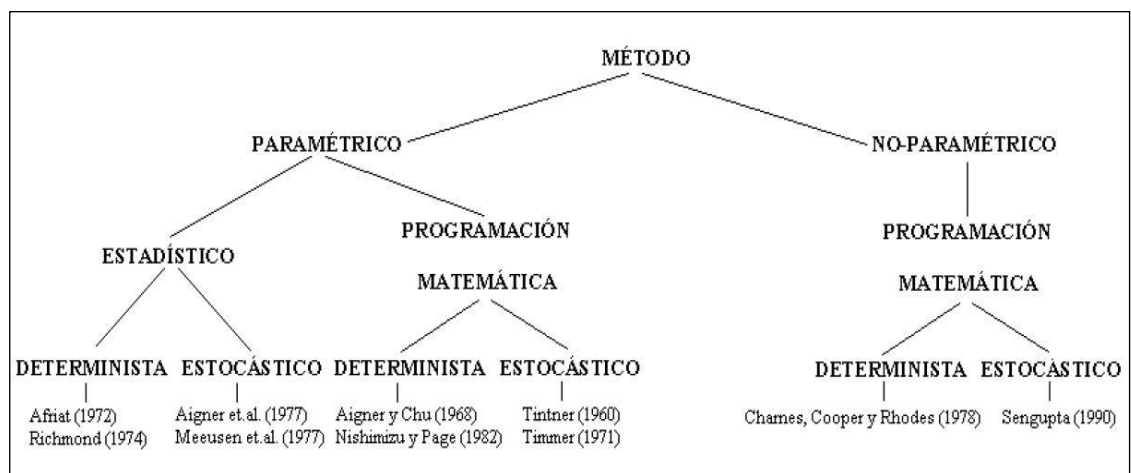 MÉTODO
PARAMÉTRICO
NO-PARAMÉTRICO
ESTADÍSTICO
PROGRAMACIÓN
MATEMÁTICA
PROGRAMACIÓN
MATEMÁTICA
DETERMINISTA
ESTOCÁSTICO
DETERMINISTA
ESTOCÁSTICO
DETERMINISTA
ESTOCÁSTICO
Afriat (1972)
Richmond (1974)
Aigner et.al. (1977)
Meeusen et.al. (1977)
Aigner y Chu (1968)
Nishimizu y Page (1982)
Tintner (1960)
Timmer (1971)
Charnes, Cooper y Rhodes (1978)
Sengupta (1990)